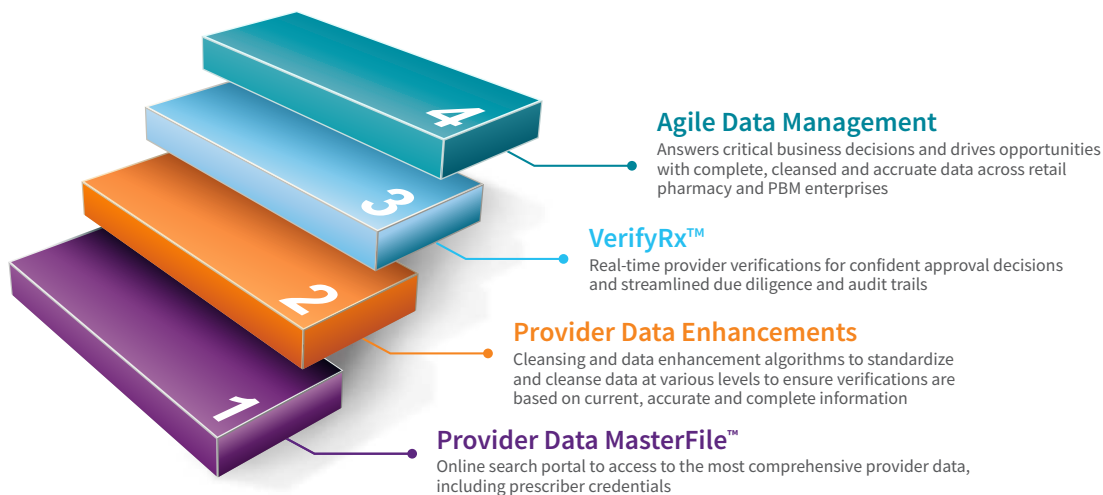 4
Agile Data Management
Answers critical business decisions and drives opportunities
with complete, cleansed and accruate data across retail
pharmacy and PBM enterprises
3
VerifyRx™
Real-time provider verifications for confident approval decisions
and streamlined due diligence and audit trails
2
Provider Data Enhancements
Cleansing and data enhancement algorithms to standardize
and cleanse data at various levels to ensure verifications are
based on current, accurate and complete information
1
Provider Data MasterFile™
Online search portal to access to the most comprehensive provider data,
including prescriber credentials